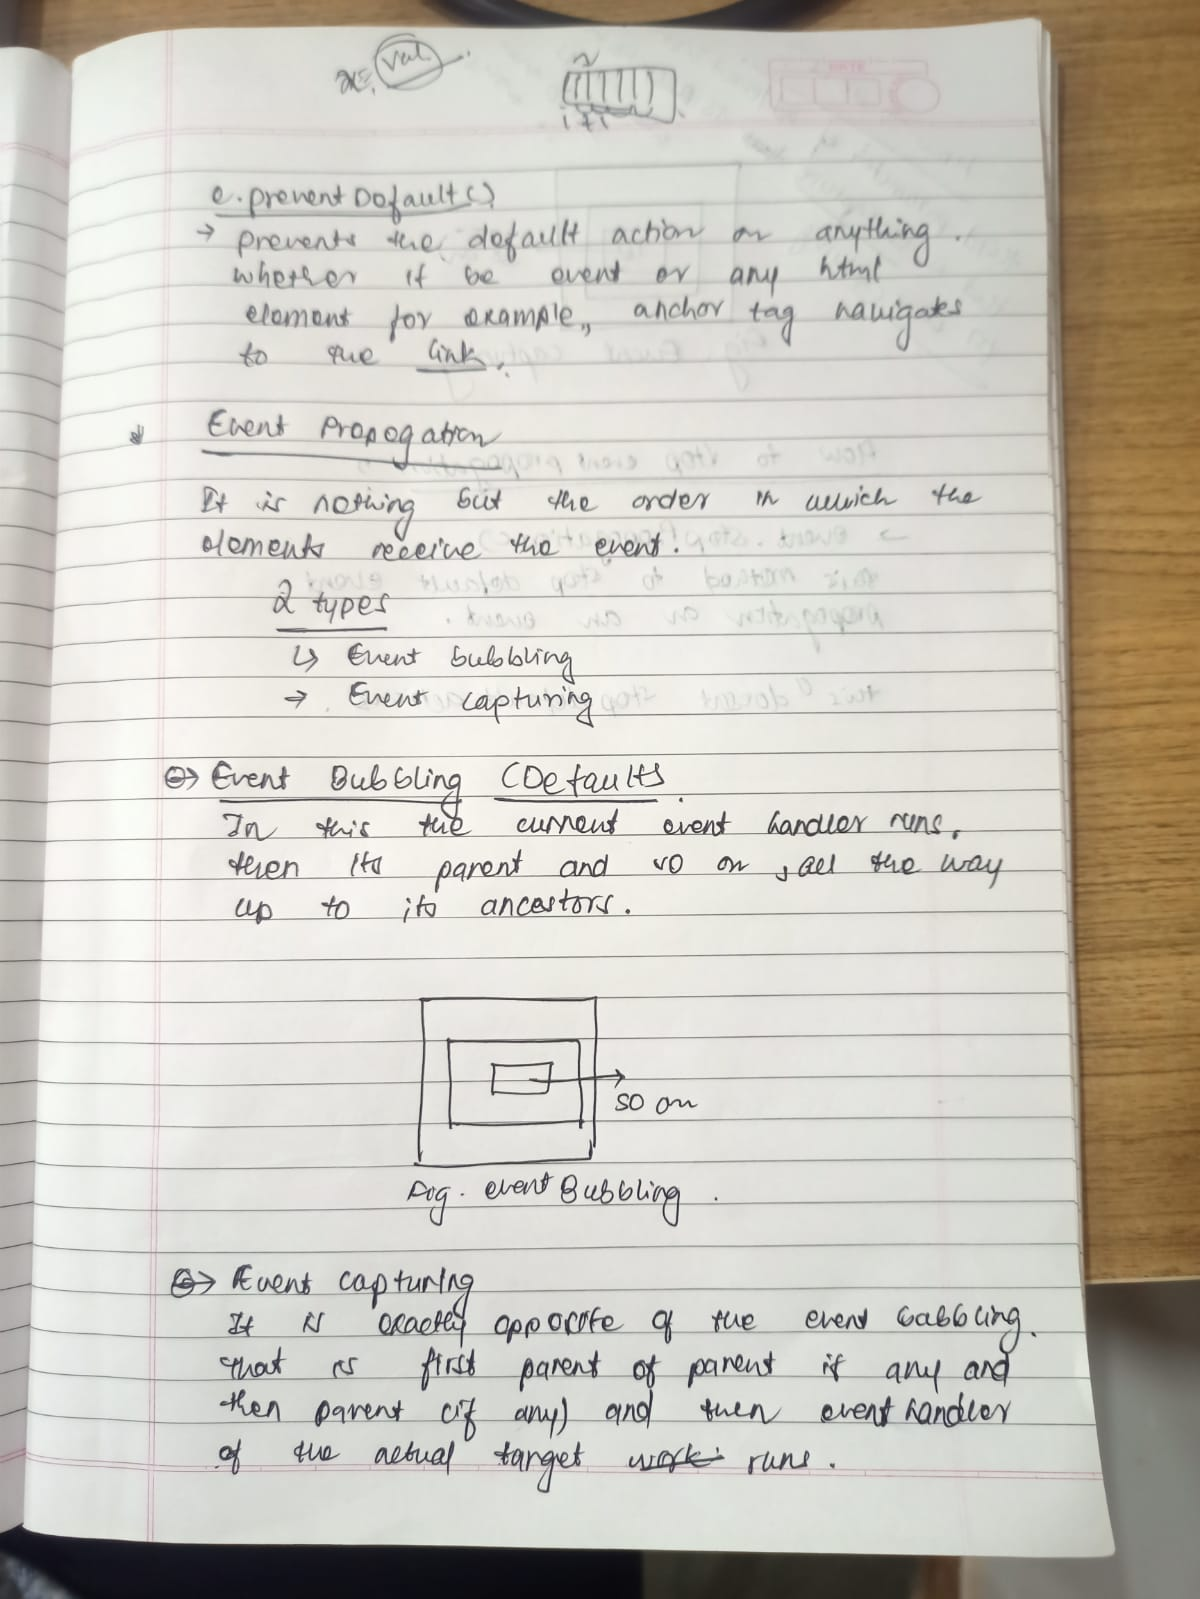 val.
DATE
e.preventDefault()
→ prevents the default action on anything.
whether it be event or any html
element for example, anchor tag navigates
to the link.
Event Propogation
It is nothing but the order in which the
elements receive the event.
2 types
↳ Event bubbling
→ Event capturing
→ Event Bubbling (Default).
In this the current event handler runs,
then its parent and so on, all the way
up to its ancestors.
so on
Fig. event Bubbling.
→ Event capturing
It is exactly opposite of the event bubbling.
that is first parent of parent if any and
then parent (if any) and then event handler
of the actual target work runs.